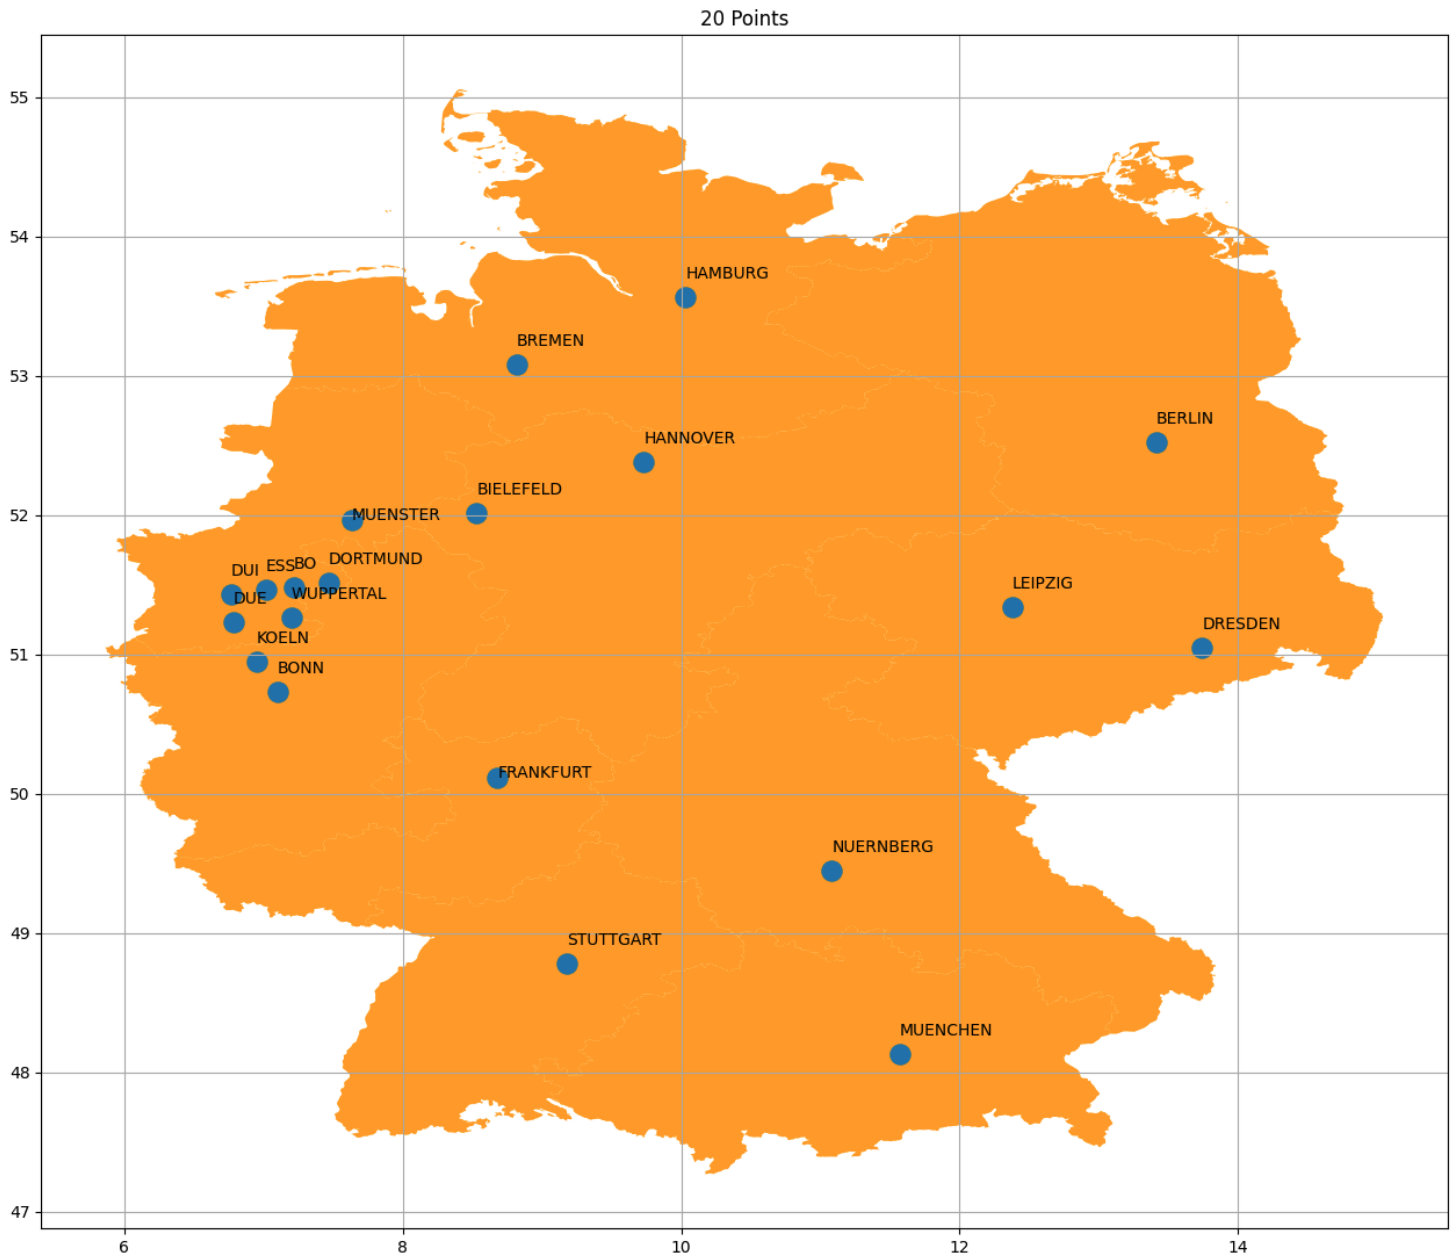 20 Points
55
54
HAMBURG
BREMEN
53
BERLIN
HANNOVER
BIELEFELD
52
MUENSTER
DORTMUND
BO
ESS
DUI
WUPPERTAL
DUE
LEIPZIG
DRESDEN
KOELN
51
BONN
FRANKFURT
50
NUERNBERG
49
STUTTGART
MUENCHEN
48
47
6 8 10 12 14